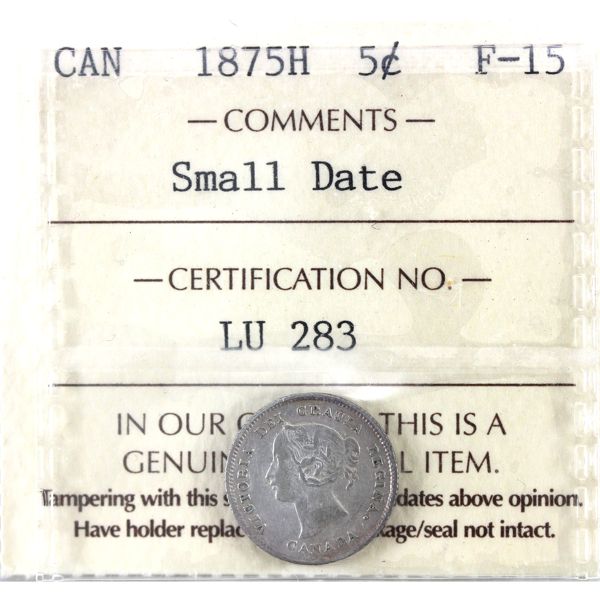 CAN 1875H 5¢ F-15
— COMMENTS —
Small Date
— CERTIFICATION NO. —
LU 283
IN OUR THIS IS A
ITEM.
Tampering with this above opinion.
Have holder seal not intact.
VICTORIA DEI GRATIA REGINA.
CANADA